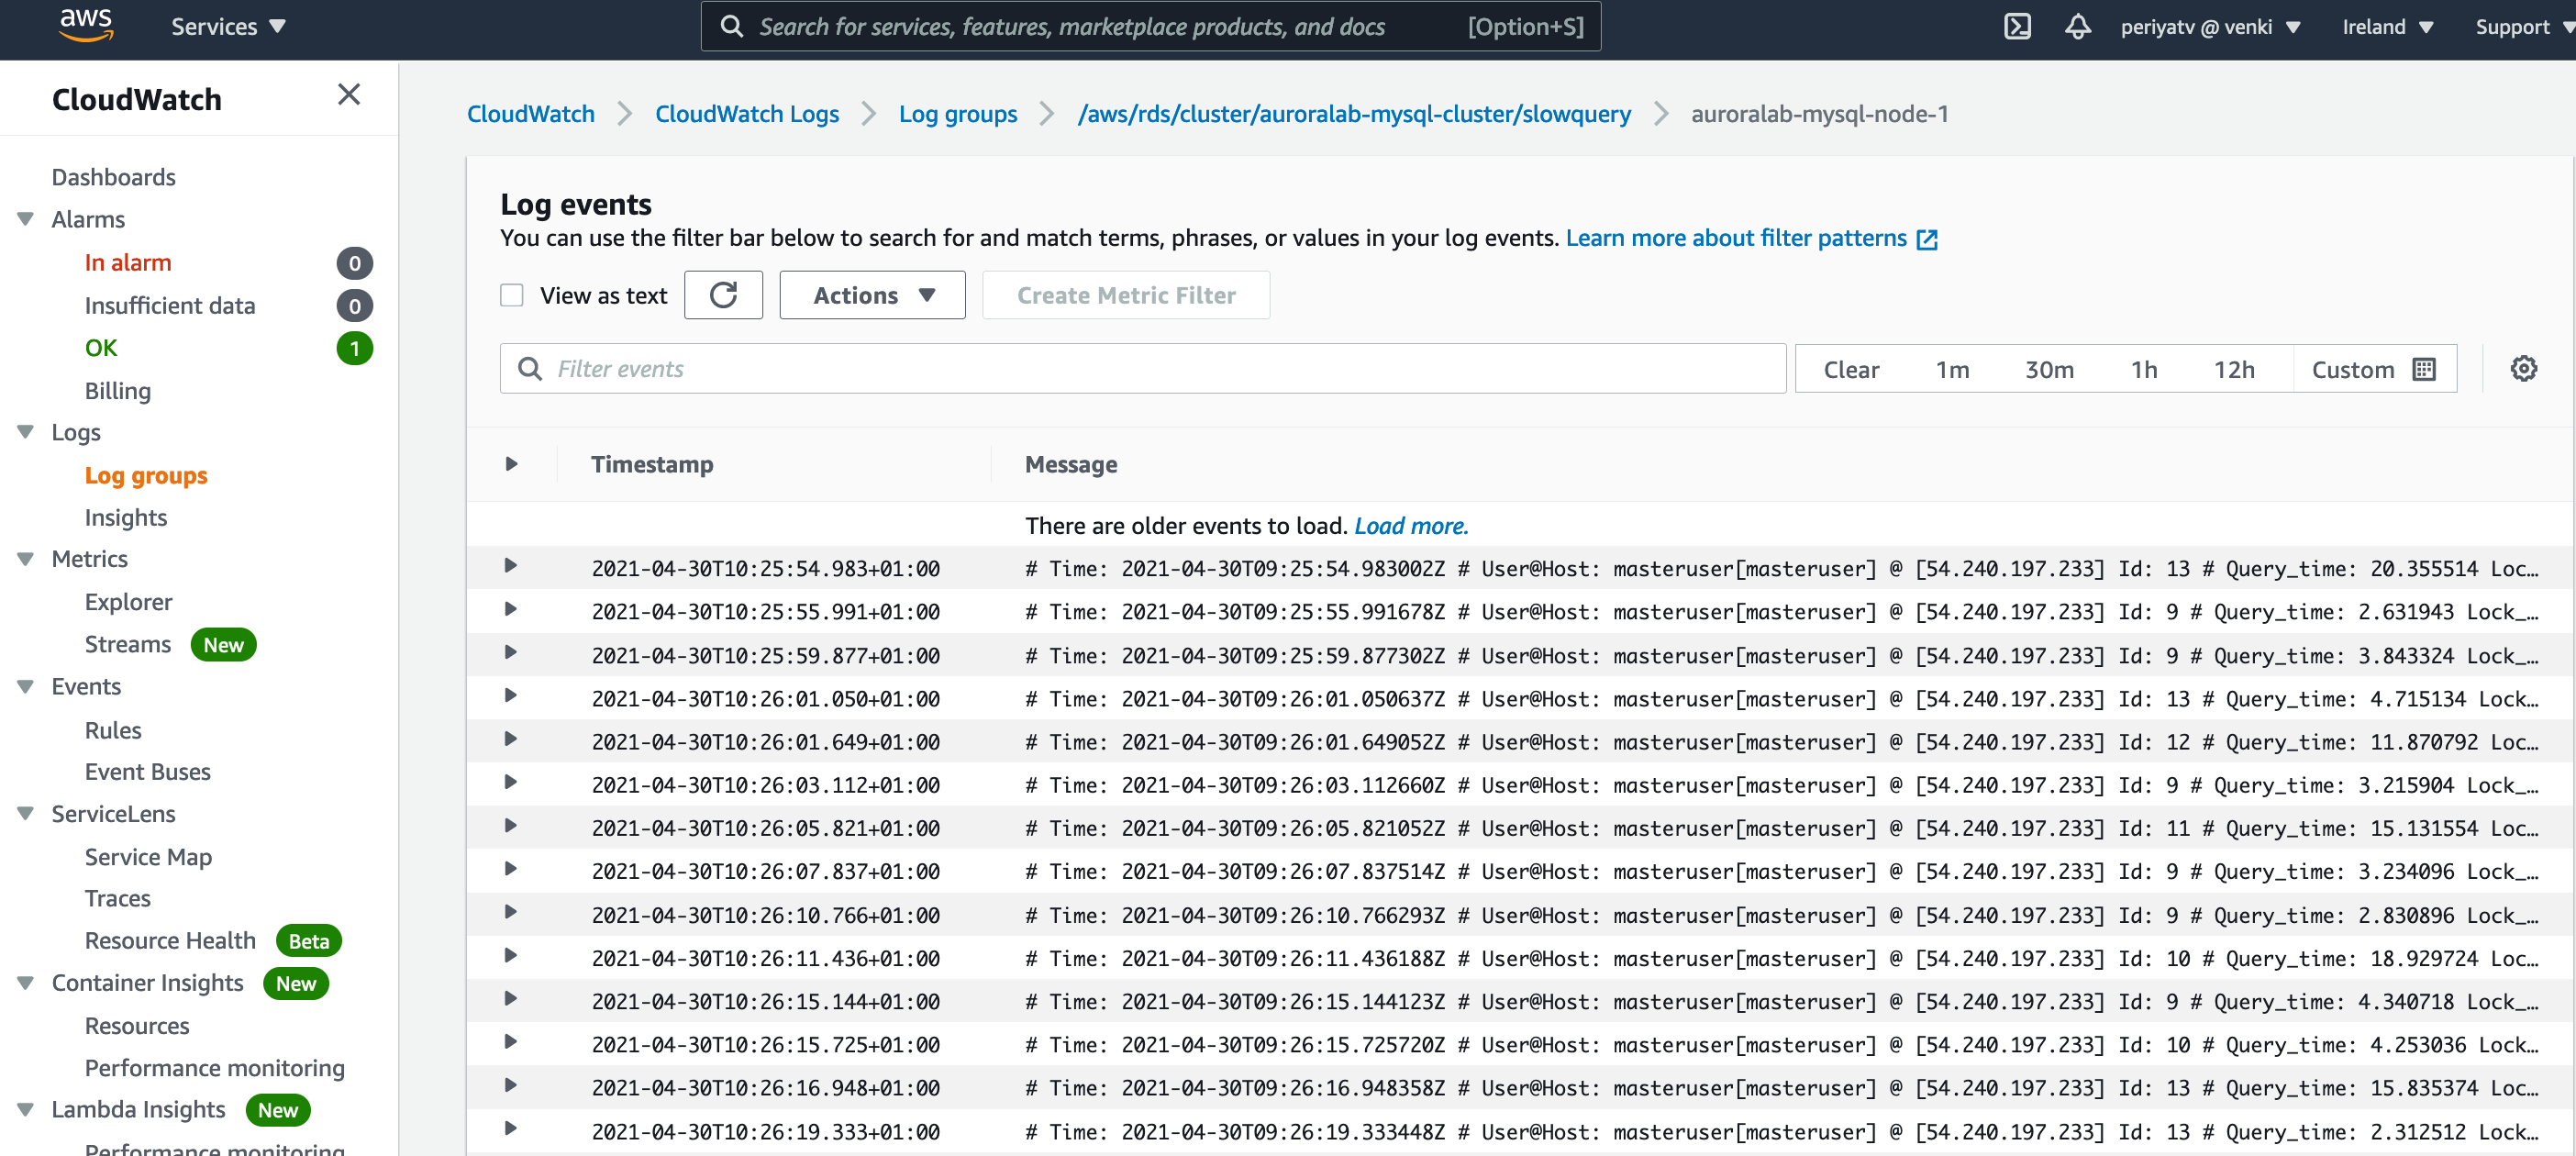 aws Services Search for services, features, marketplace products, and docs [Option+S] periyatv @ venki Ireland Support
CloudWatch
Dashboards
Alarms
In alarm 0
Insufficient data 0
OK 1
Billing
Logs
Log groups
Insights
Metrics
Explorer
Streams New
Events
Rules
Event Buses
ServiceLens
Service Map
Traces
Resource Health Beta
Container Insights New
Resources
Performance monitoring
Lambda Insights New
Performance monitoring
CloudWatch CloudWatch Logs Log groups /aws/rds/cluster/auroralab-mysql-cluster/slowquery auroralab-mysql-node-1
Log events
You can use the filter bar below to search for and match terms, phrases, or values in your log events. Learn more about filter patterns
View as text Actions Create Metric Filter
Filter events Clear 1m 30m 1h 12h Custom
Timestamp Message
There are older events to load. Load more.
2021-04-30T10:25:54.983+01:00 # Time: 2021-04-30T09:25:54.983002Z # User@Host: masteruser[masteruser] @ [54.240.197.233] Id: 13 # Query_time: 20.355514 Loc…
2021-04-30T10:25:55.991+01:00 # Time: 2021-04-30T09:25:55.991678Z # User@Host: masteruser[masteruser] @ [54.240.197.233] Id: 9 # Query_time: 2.631943 Lock_…
2021-04-30T10:25:59.877+01:00 # Time: 2021-04-30T09:25:59.877302Z # User@Host: masteruser[masteruser] @ [54.240.197.233] Id: 9 # Query_time: 3.843324 Lock_…
2021-04-30T10:26:01.050+01:00 # Time: 2021-04-30T09:26:01.050637Z # User@Host: masteruser[masteruser] @ [54.240.197.233] Id: 13 # Query_time: 4.715134 Lock…
2021-04-30T10:26:01.649+01:00 # Time: 2021-04-30T09:26:01.649052Z # User@Host: masteruser[masteruser] @ [54.240.197.233] Id: 12 # Query_time: 11.870792 Loc…
2021-04-30T10:26:03.112+01:00 # Time: 2021-04-30T09:26:03.112660Z # User@Host: masteruser[masteruser] @ [54.240.197.233] Id: 9 # Query_time: 3.215904 Lock_…
2021-04-30T10:26:05.821+01:00 # Time: 2021-04-30T09:26:05.821052Z # User@Host: masteruser[masteruser] @ [54.240.197.233] Id: 11 # Query_time: 15.131554 Loc…
2021-04-30T10:26:07.837+01:00 # Time: 2021-04-30T09:26:07.837514Z # User@Host: masteruser[masteruser] @ [54.240.197.233] Id: 9 # Query_time: 3.234096 Lock_…
2021-04-30T10:26:10.766+01:00 # Time: 2021-04-30T09:26:10.766293Z # User@Host: masteruser[masteruser] @ [54.240.197.233] Id: 9 # Query_time: 2.830896 Lock_…
2021-04-30T10:26:11.436+01:00 # Time: 2021-04-30T09:26:11.436188Z # User@Host: masteruser[masteruser] @ [54.240.197.233] Id: 10 # Query_time: 18.929724 Loc…
2021-04-30T10:26:15.144+01:00 # Time: 2021-04-30T09:26:15.144123Z # User@Host: masteruser[masteruser] @ [54.240.197.233] Id: 9 # Query_time: 4.340718 Lock_…
2021-04-30T10:26:15.725+01:00 # Time: 2021-04-30T09:26:15.725720Z # User@Host: masteruser[masteruser] @ [54.240.197.233] Id: 10 # Query_time: 4.253036 Lock…
2021-04-30T10:26:16.948+01:00 # Time: 2021-04-30T09:26:16.948358Z # User@Host: masteruser[masteruser] @ [54.240.197.233] Id: 13 # Query_time: 15.835374 Loc…
2021-04-30T10:26:19.333+01:00 # Time: 2021-04-30T09:26:19.333448Z # User@Host: masteruser[masteruser] @ [54.240.197.233] Id: 13 # Query_time: 2.312512 Lock…